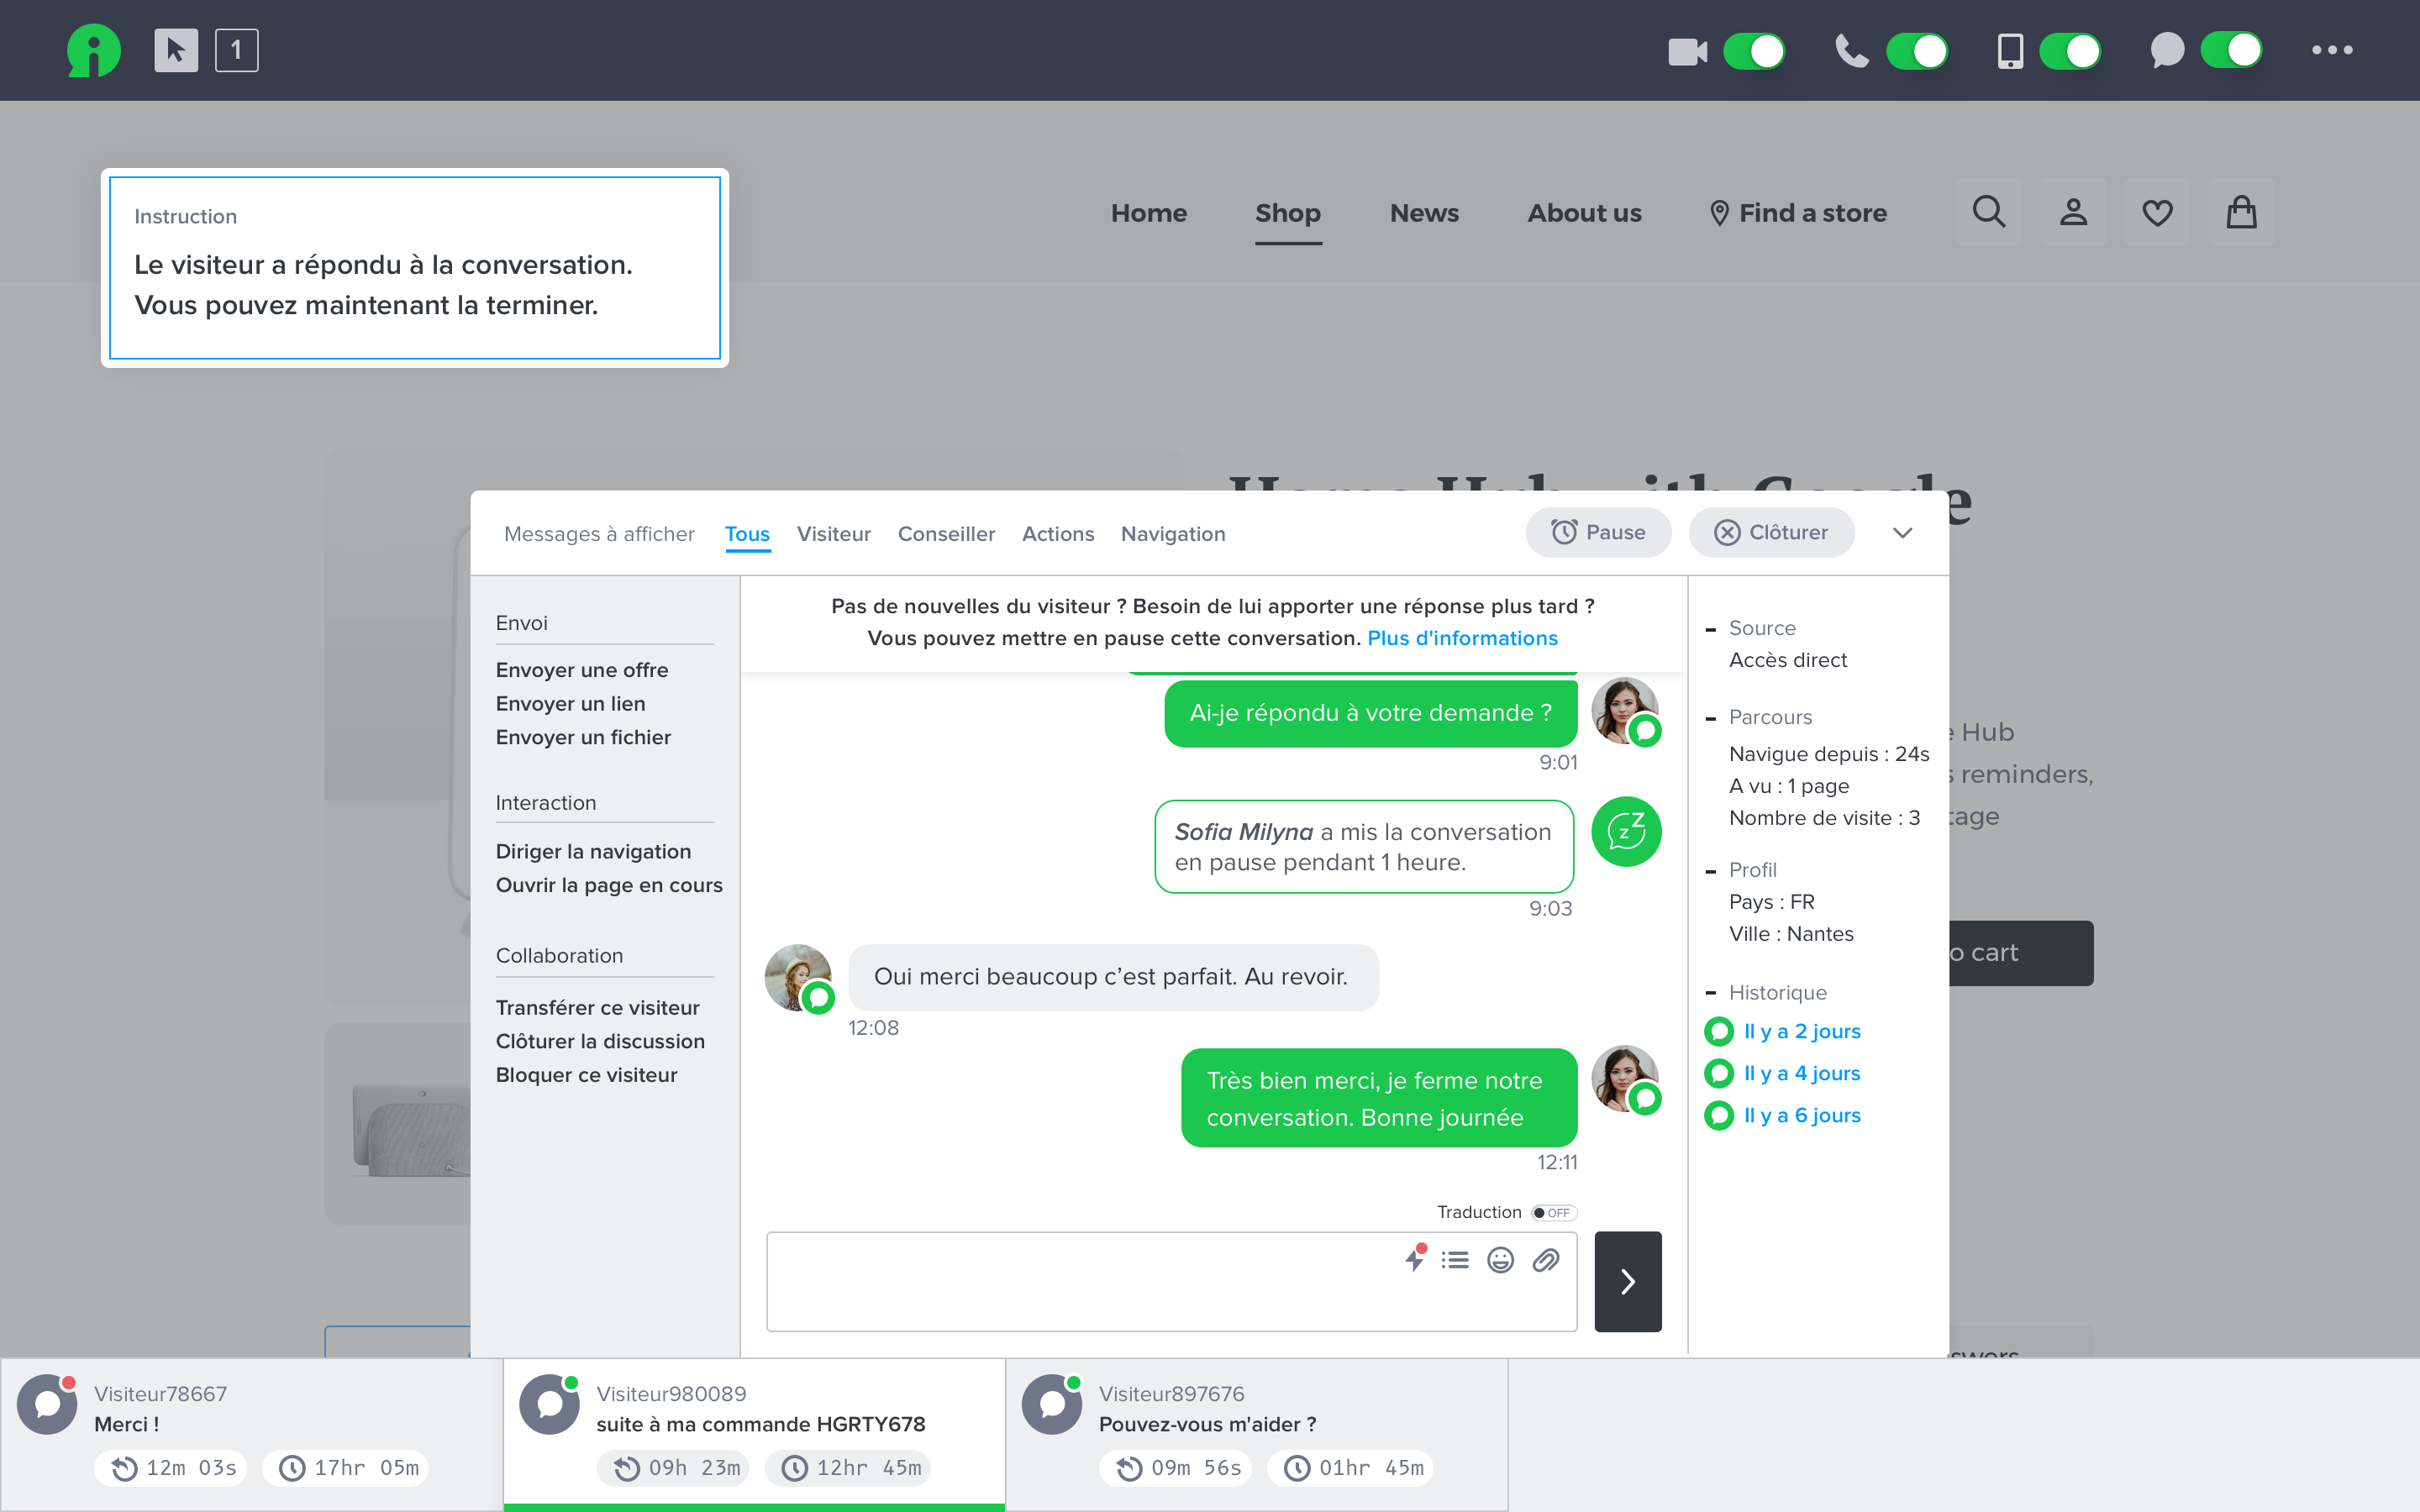 1
Instruction
Le visiteur a répondu à la conversation.
Vous pouvez maintenant la terminer.
Home
Shop
News
About us
Find a store
Messages à afficher
Tous
Visiteur
Conseiller
Actions
Navigation
Pause
Clôturer
Envoi
Envoyer une offre
Envoyer un lien
Envoyer un fichier
Interaction
Diriger la navigation
Ouvrir la page en cours
Collaboration
Transférer ce visiteur
Clôturer la discussion
Bloquer ce visiteur
Pas de nouvelles du visiteur ? Besoin de lui apporter une réponse plus tard ?
Vous pouvez mettre en pause cette conversation. Plus d'informations
Ai-je répondu à votre demande ?
9:01
Sofia Milyna a mis la conversation
en pause pendant 1 heure.
9:03
Oui merci beaucoup c’est parfait. Au revoir.
12:08
Très bien merci, je ferme notre
conversation. Bonne journée
12:11
Traduction
OFF
Source
Accès direct
Parcours
Navigue depuis : 24s
A vu : 1 page
Nombre de visite : 3
Profil
Pays : FR
Ville : Nantes
Historique
Il y a 2 jours
Il y a 4 jours
Il y a 6 jours
Hub
reminders,
cart
Visiteur78667
Merci !
12m 03s
17hr 05m
Visiteur980089
suite à ma commande HGRTY678
09h 23m
12hr 45m
Visiteur897676
Pouvez-vous m'aider ?
09m 56s
01hr 45m